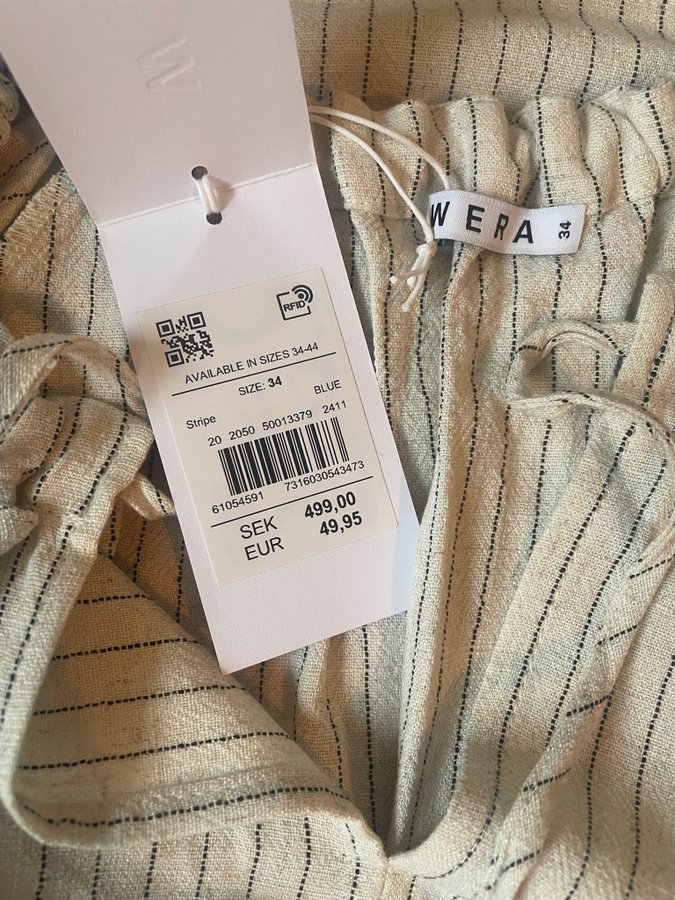 W
WERA
34
RFID
AVAILABLE IN SIZES 34-44
SIZE: 34
Stripe BLUE
20 2050 50013379 2411
61054591 7316030543473
SEK 499,00
EUR 49,95